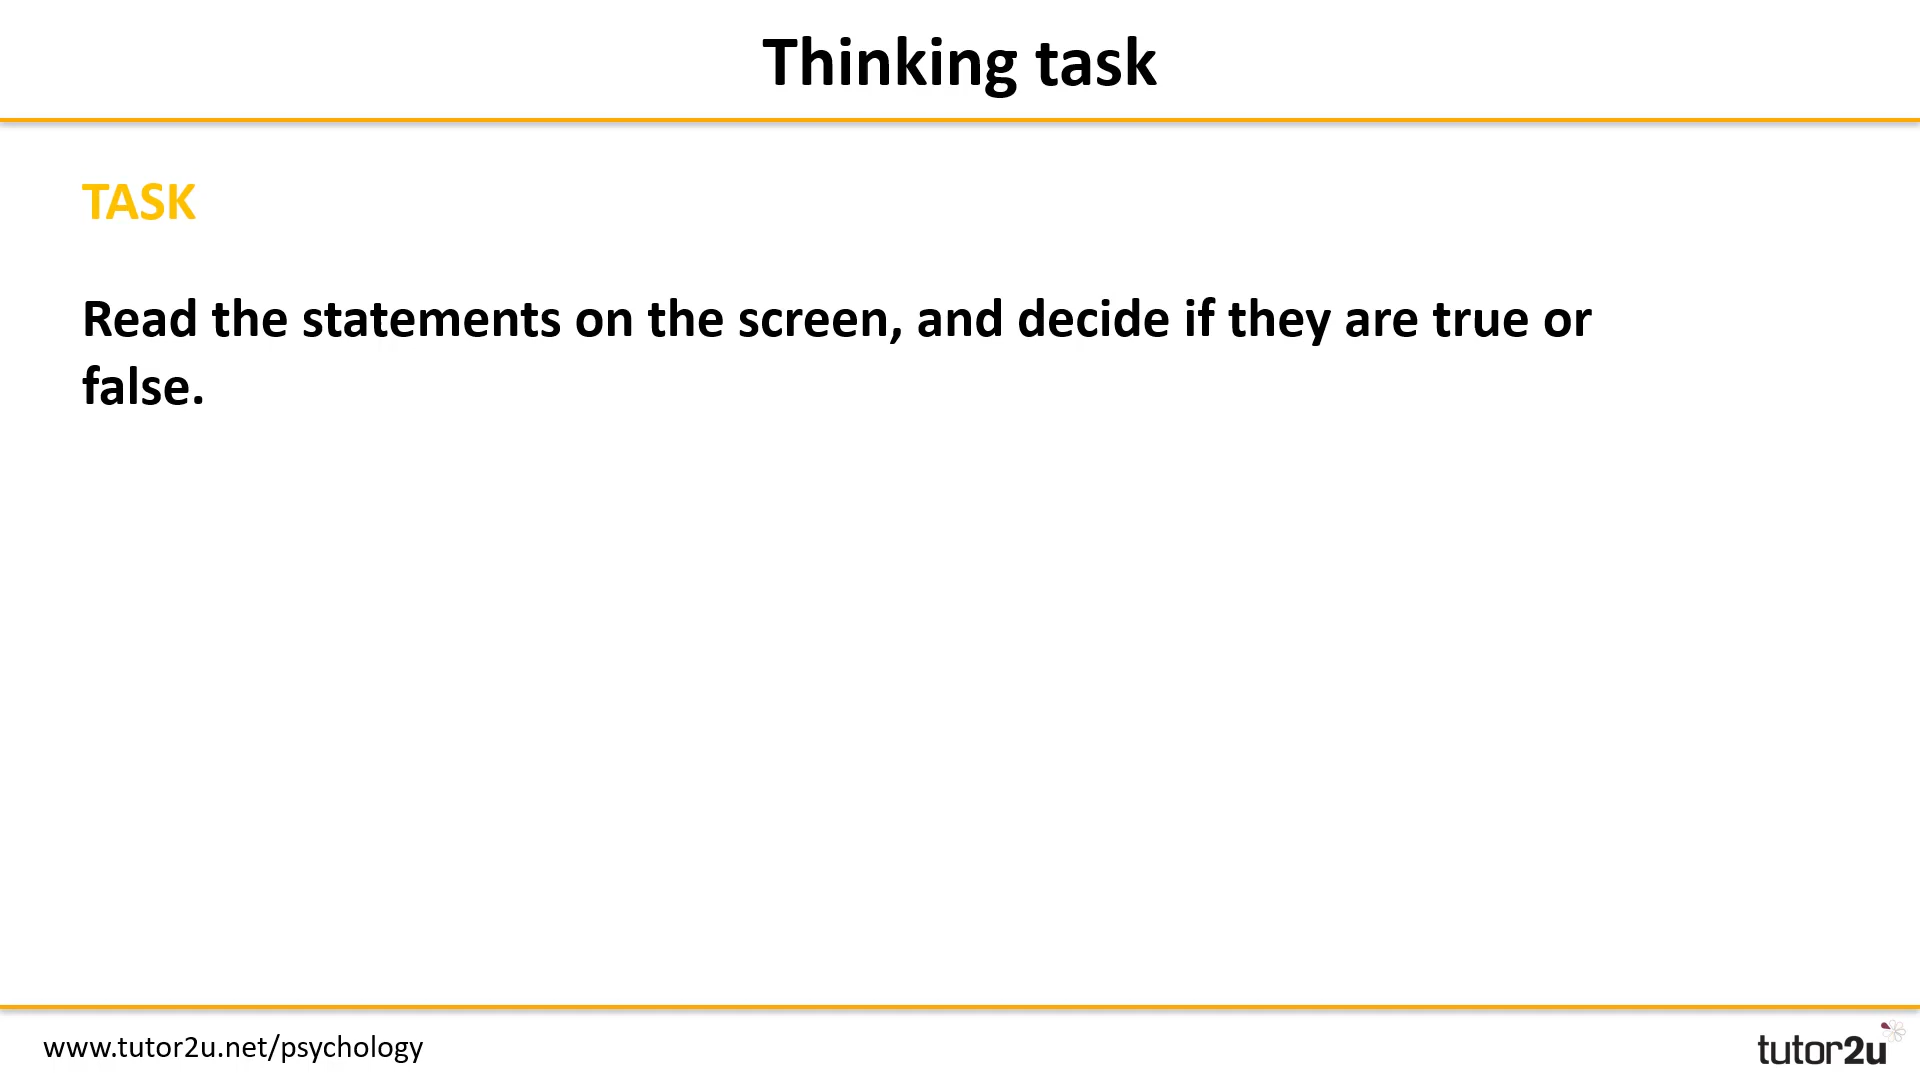 Thinking task
TASK
Read the statements on the screen, and decide if they are true or
false.
www.tutor2u.net/psychology
tutor2u